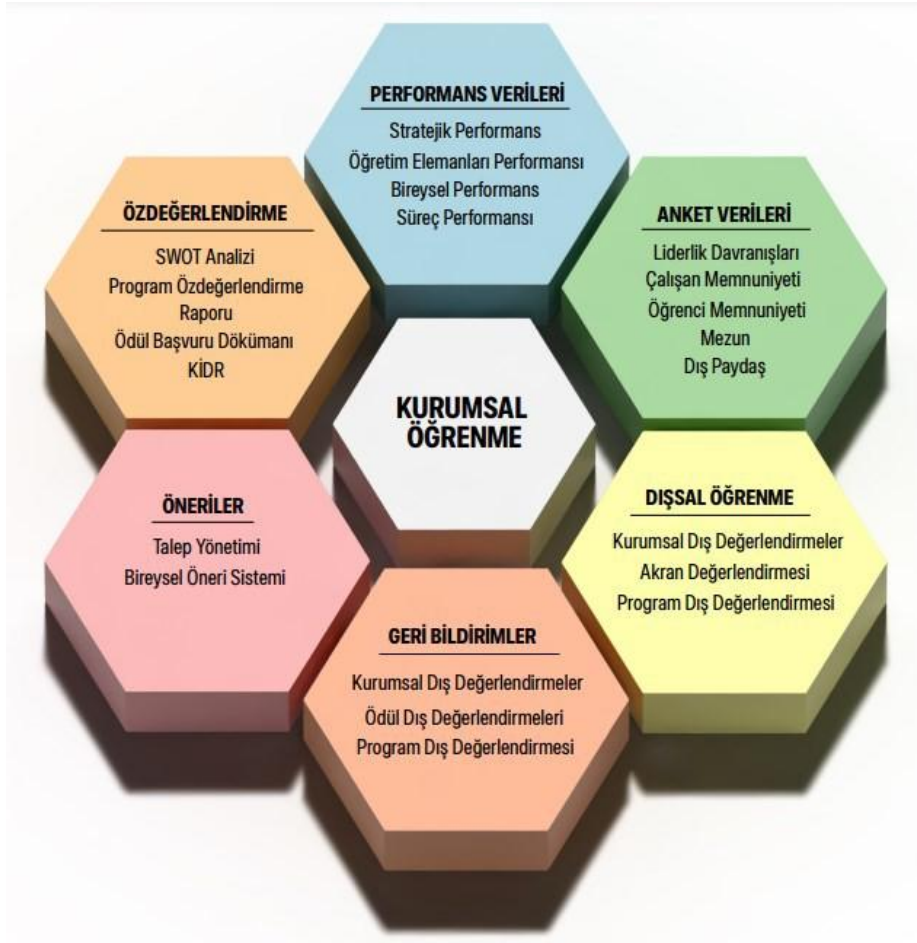 PERFORMANS VERİLERİ
Stratejik Performans
Öğretim Elemanları Performansı
Bireysel Performans
Süreç Performansı
ÖZDEĞERLENDİRME
SWOT Analizi
Program Özdeğerlendirme
Raporu
Ödül Başvuru Dökümanı
KİDR
ANKET VERİLERİ
Liderlik Davranışları
Çalışan Memnuniyeti
Öğrenci Memnuniyeti
Mezun
Dış Paydaş
KURUMSAL
ÖĞRENME
ÖNERİLER
Talep Yönetimi
Bireysel Öneri Sistemi
DIŞSAL ÖĞRENME
Kurumsal Dış Değerlendirmeler
Akran Değerlendirmesi
Program Dış Değerlendirmesi
GERİ BİLDİRİMLER
Kurumsal Dış Değerlendirmeler
Ödül Dış Değerlendirmeleri
Program Dış Değerlendirmesi